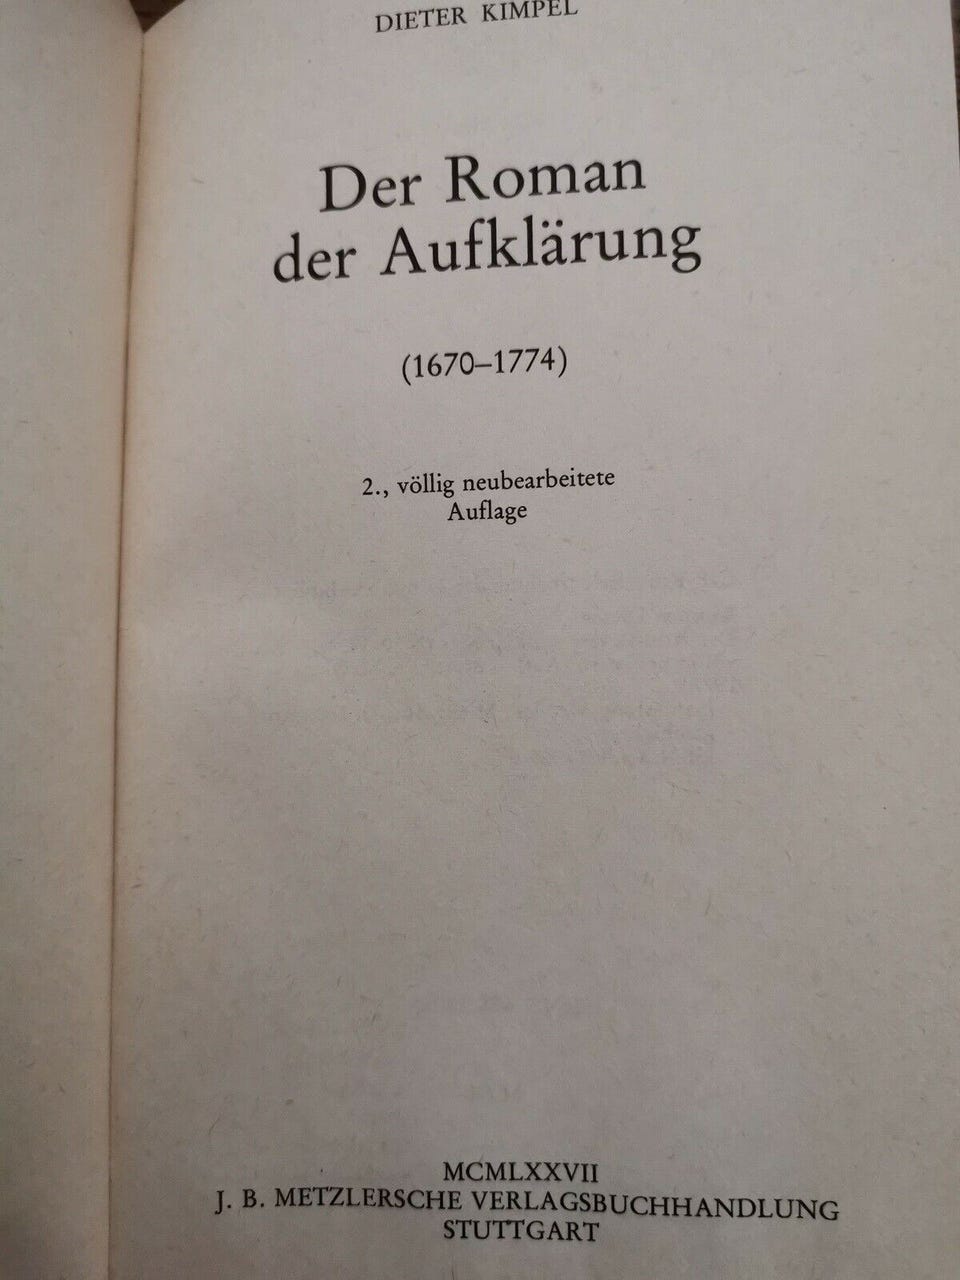 DIETER KIMPEL
Der Roman
der Aufklärung
(1670–1774)
2., völlig neubearbeitete
Auflage
MCMLXXVII
J. B. METZLERSCHE VERLAGSBUCHHANDLUNG
STUTTGART